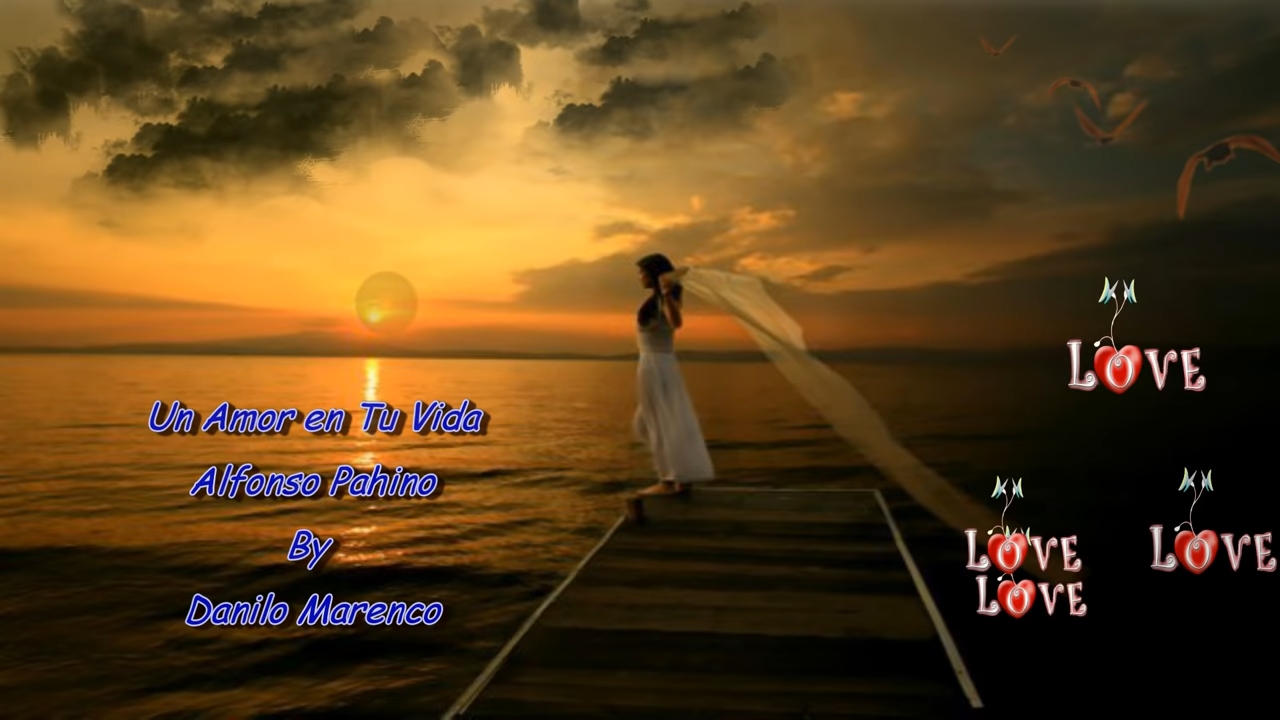 Un Amor en Tu Vida
Alfonso Pahino
By
Danilo Marenco
LOVE
LOVE
LOVE
LOVE